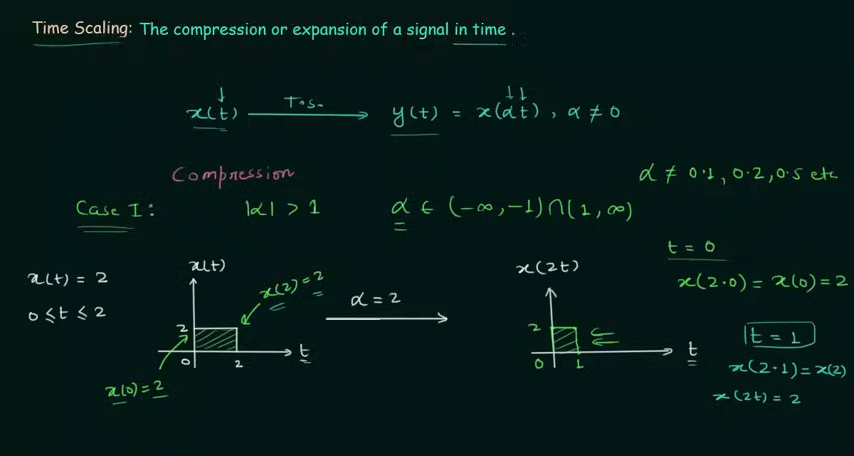 Time Scaling: The compression or expansion of a signal in time .
x(t) T.S. y(t) = x(αt), α ≠ 0
Compression
α ≠ 0.1, 0.2, 0.5 etc
Case I: |α| > 1 α ∈ (-∞, -1) ∩ (1, ∞)
t = 0
x(2·0) = x(0) = 2
x(t) = 2
0 ≤ t ≤ 2
x(t)
x(2) = 2
2
0
2
t
x(0) = 2
α = 2
x(2t)
2
0
1
t
t = 1
x(2·1) = x(2)
x(2t) = 2